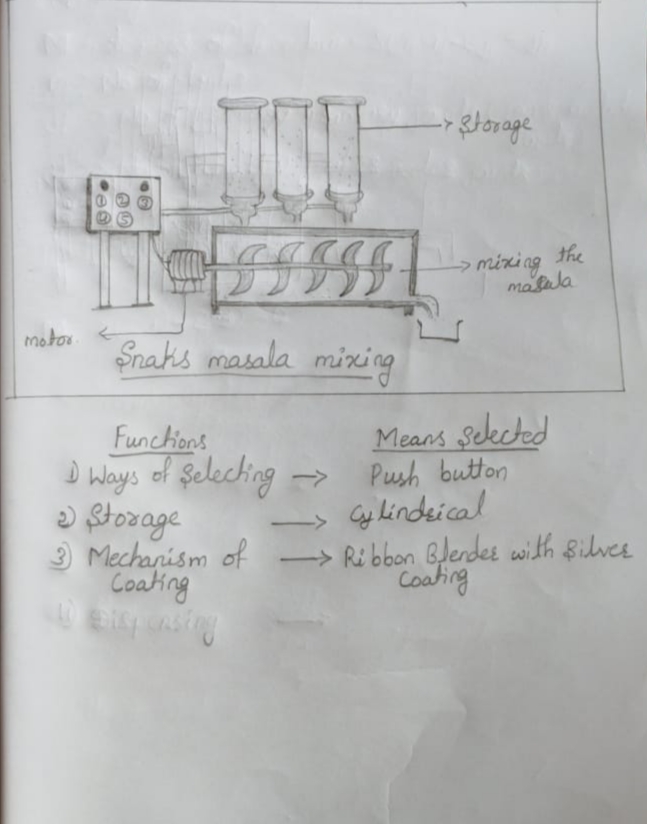 Storage
① ② ③
④ ⑤
mixing the
masala
motor.
Snaks masala mixing
Functions
Means Selected
1) Ways of Selecting → Push button
2) Storage → Cylindrical
3) Mechanism of → Ribbon Blender with Silver
Coating
Coating
4) Dispensing